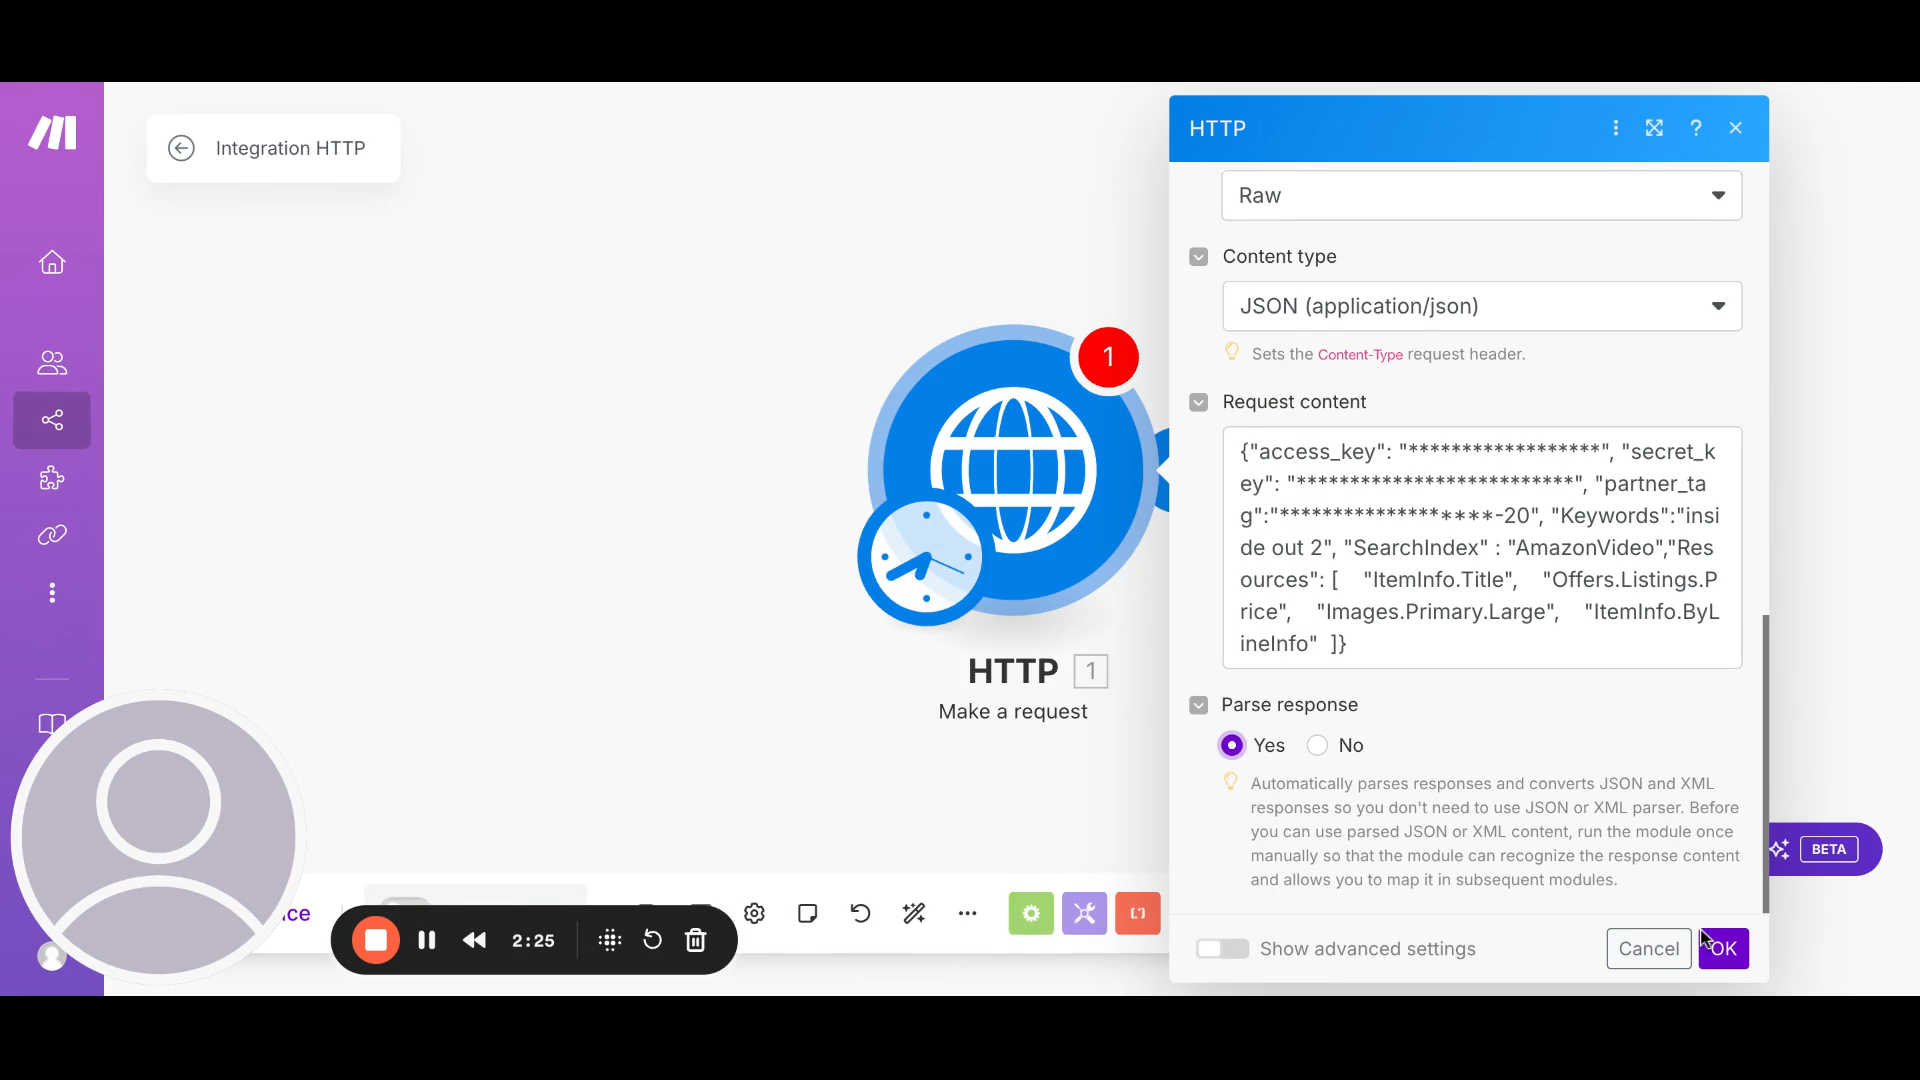 Integration HTTP
HTTP
Raw
Content type
JSON (application/json)
Sets the Content-Type request header.
Request content
{"access_key": "******************", "secret_k
ey": "**************************", "partner_ta
g":"********************-20", "Keywords":"insi
de out 2", "SearchIndex" : "AmazonVideo","Res
ources": [ "ItemInfo.Title", "Offers.Listings.P
rice", "Images.Primary.Large", "ItemInfo.ByL
ineInfo" ]}
1
HTTP 1
Make a request
Parse response
Yes No
Automatically parses responses and converts JSON and XML
responses so you don't need to use JSON or XML parser. Before
you can use parsed JSON or XML content, run the module once
manually so that the module can recognize the response content
and allows you to map it in subsequent modules.
BETA
Show advanced settings
Cancel
OK
2:25